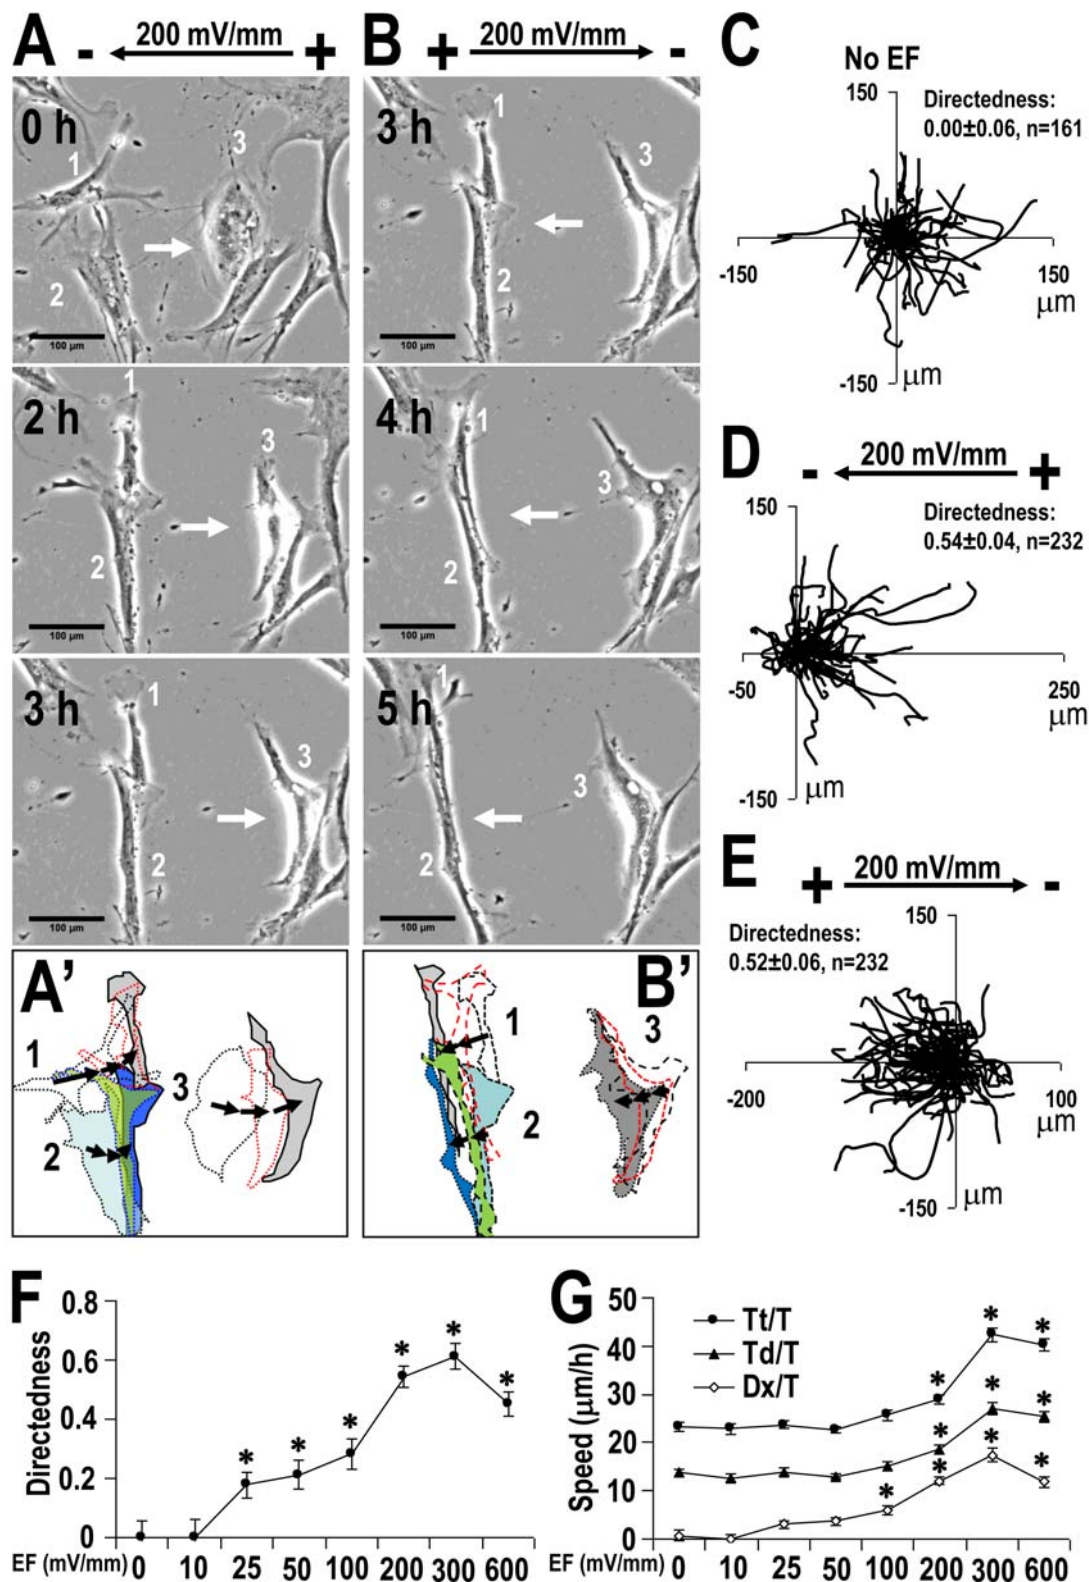 A
- 200 mV/mm +
0 h
1
2
3
100 µm
2 h
1
2
3
100 µm
3 h
1
2
3
100 µm
A'
1
2
3
B
+ 200 mV/mm -
3 h
1
2
3
100 µm
4 h
1
2
3
100 µm
5 h
1
2
3
100 µm
B'
1
2
3
C
No EF
Directedness:
0.00±0.06, n=161
150
-150
150
µm
-150
µm
D
- 200 mV/mm +
Directedness:
0.54±0.04, n=232
150
-50
250
µm
-150
µm
E
+ 200 mV/mm -
Directedness:
0.52±0.06, n=232
150
-200
100
µm
-150
µm
F
Directedness
0.8
0.6
0.4
0.2
0
* * * * * * 
EF (mV/mm) 0 10 25 50 100 200 300 600
G
Speed (µm/h)
50
40
30
20
10
0
Tt/T
Td/T
Dx/T
* * *
* * *
* * * *
EF (mV/mm) 0 10 25 50 100 200 300 600